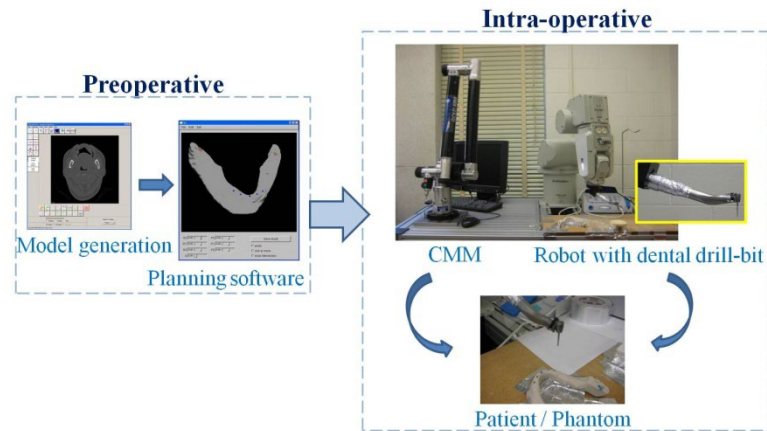 Preoperative
Model generation
Planning software
Intra-operative
CMM
Robot with dental drill-bit
Patient / Phantom